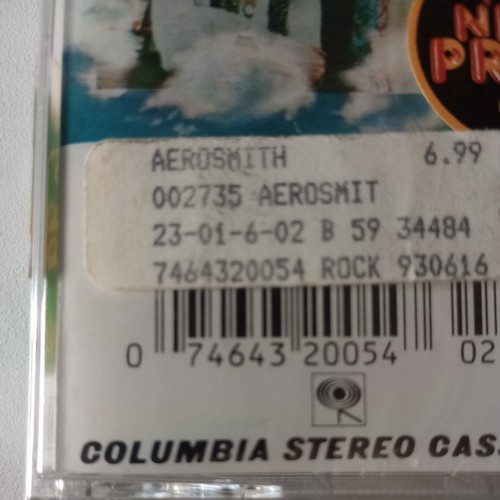 AEROSMITH 6.99
002735 AEROSMIT
23-01-6-02 B 59 34484
7464320054 ROCK 930616
0 74643 20054 02
COLUMBIA STEREO